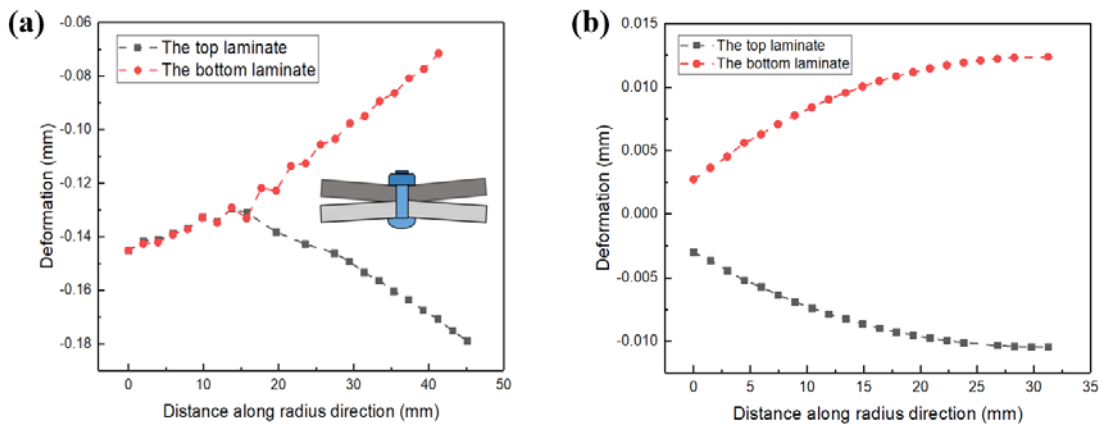 (a)
-0.06
-0.08
-0.10
-0.12
-0.14
-0.16
-0.18
Deformation (mm)
The top laminate
The bottom laminate
0 10 20 30 40 50
Distance along radius direction (mm)
(b)
0.015
0.010
0.005
0.000
-0.005
-0.010
Deformation (mm)
The top laminate
The bottom laminate
0 5 10 15 20 25 30 35
Distance along radius direction (mm)